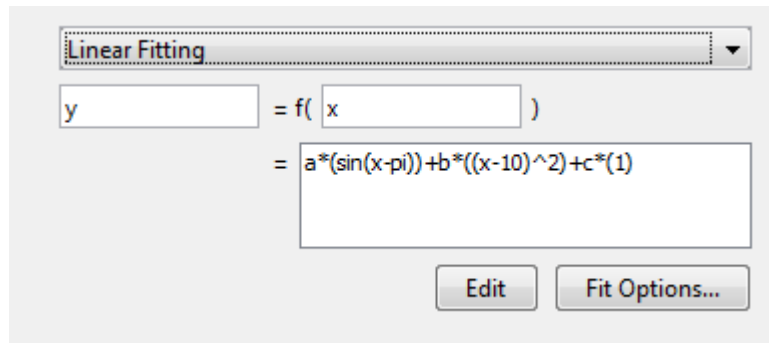 Linear Fitting
y = f( x )
= a*(sin(x-pi))+b*((x-10)^2)+c*(1)
Edit Fit Options...